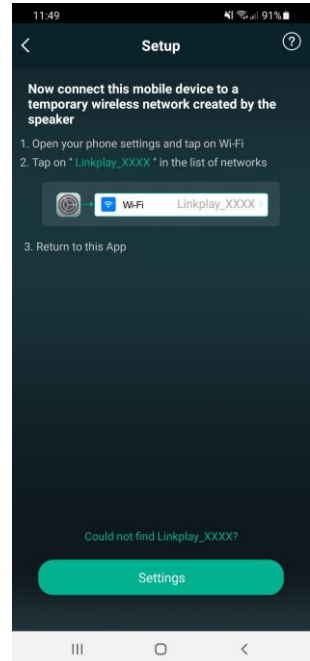 11:49
91%
Setup
?
Now connect this mobile device to a
temporary wireless network created by the
speaker
1. Open your phone settings and tap on Wi-Fi
2. Tap on " Linkplay_XXXX " in the list of networks
Wi-Fi Linkplay_XXXX
3. Return to this App
Could not find Linkplay_XXXX?
Settings